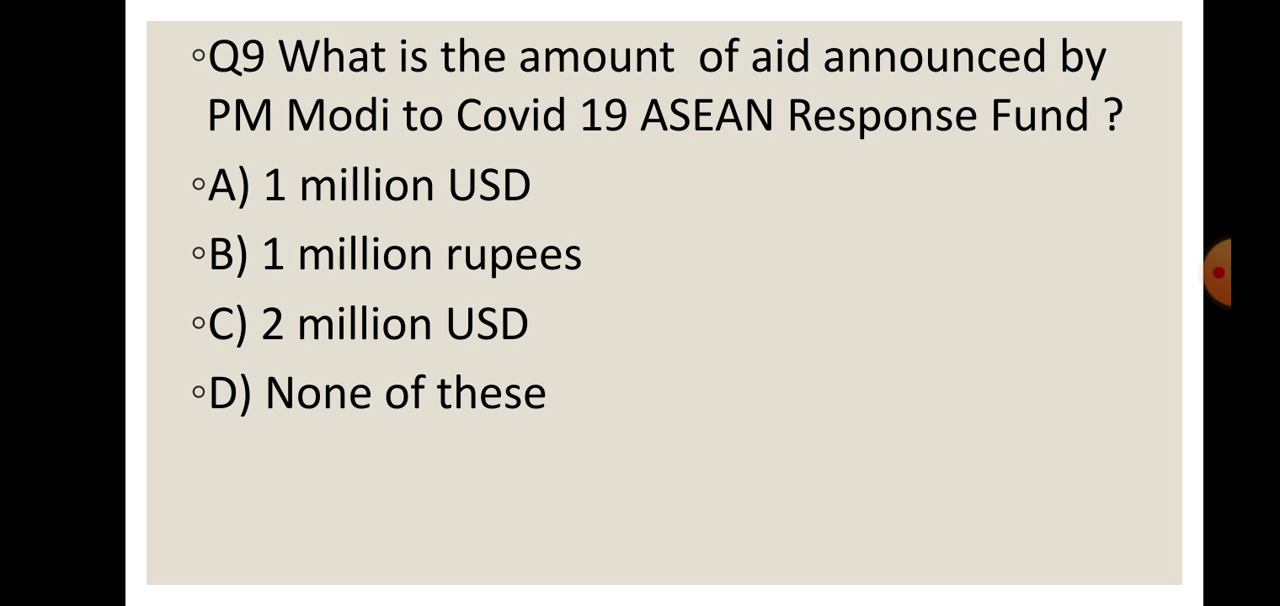 ◦Q9 What is the amount  of aid announced by
PM Modi to Covid 19 ASEAN Response Fund ?
◦A) 1 million USD
◦B) 1 million rupees
◦C) 2 million USD
◦D) None of these